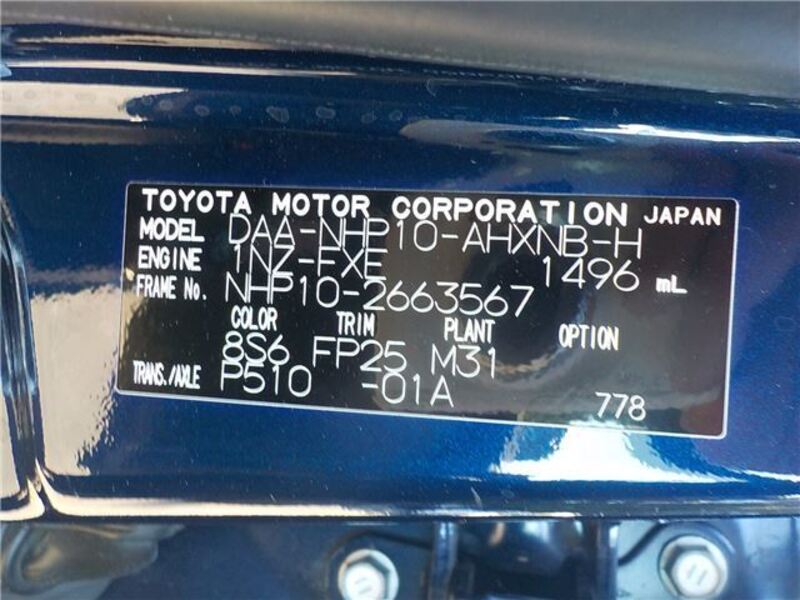 TOYOTA MOTOR CORPORATION JAPAN
MODEL DAA-NHP10-AHXNB-H
ENGINE 1NZ-FXE 1496 mL
FRAME No. NHP10-2663567
COLOR TRIM PLANT OPTION
8S6 FP25 M31
TRANS./AXLE P510 -01A
778